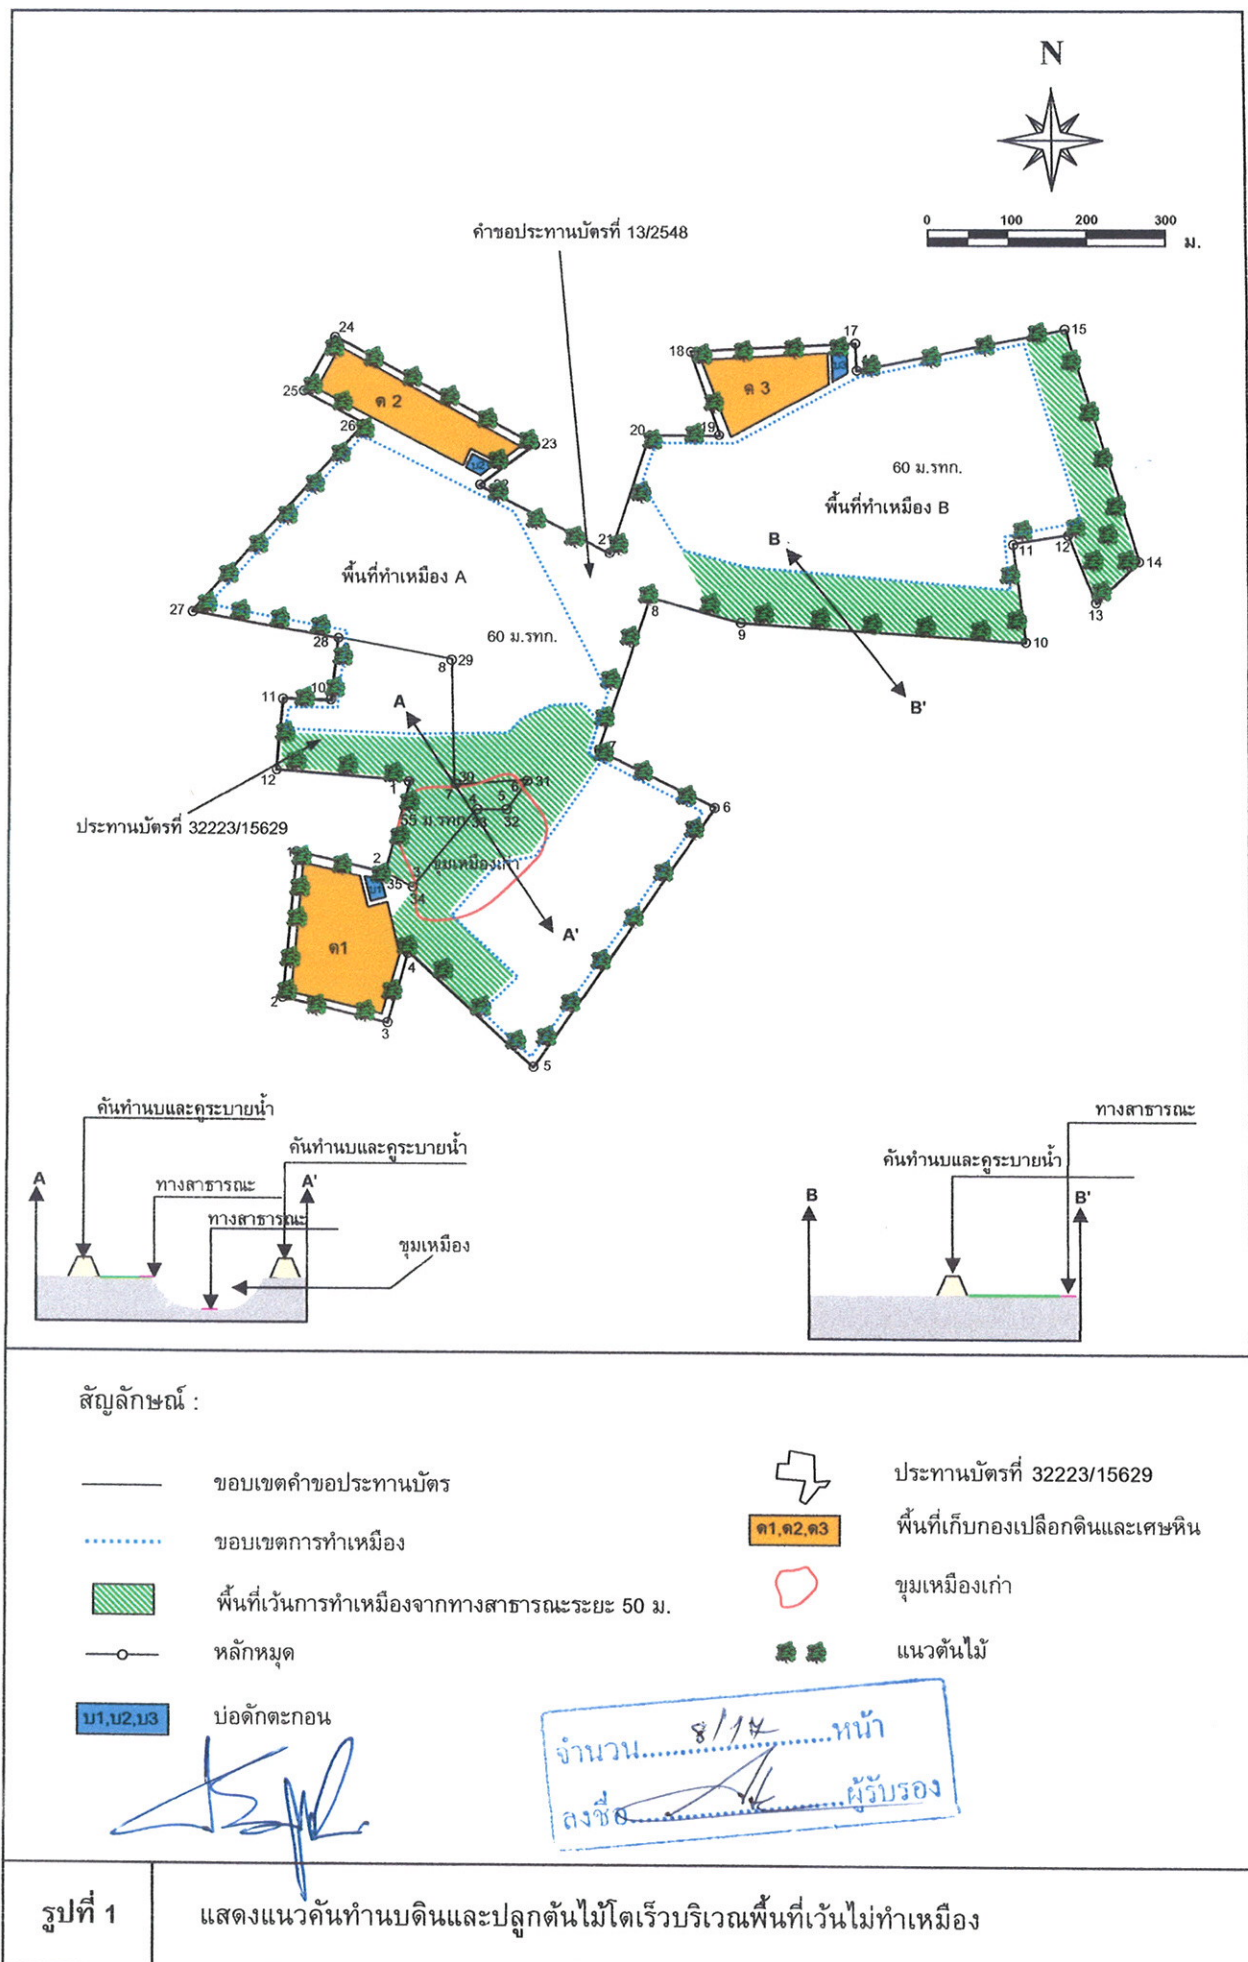 N
0 100 200 300
ม.
คำขอประทานบัตรที่ 13/2548
24
25
26
ด 2
บ2
23
22
21
18
17
ด 3
บ3
15
20
19
60 ม.รทก.
พื้นที่ทำเหมือง B
B
11
12
14
13
พื้นที่ทำเหมือง A
27
28
60 ม.รทก.
8
9
10
B'
8 29
11
10
A
12
7
1
30
31
7
6
4
5
6
55 ม รทก.
33
32
ประทานบัตรที่ 32223/15629
ขุมเหมืองเก่า
1
2
35
3
34
บ1
A'
ด1
4
2
3
5
คันทำนบและคูระบายน้ำ
ทางสาธารณะ
คันทำนบและคูระบายน้ำ
คันทำนบและคูระบายน้ำ
A
ทางสาธารณะ
A'
ทางสาธารณะ
B
B'
ขุมเหมือง
สัญลักษณ์ :
ขอบเขตคำขอประทานบัตร
ประทานบัตรที่ 32223/15629
ขอบเขตการทำเหมือง
ด1,ด2,ด3
พื้นที่เก็บกองเปลือกดินและเศษหิน
พื้นที่เว้นการทำเหมืองจากทางสาธารณะระยะ 50 ม.
ขุมเหมืองเก่า
หลักหมุด
แนวต้นไม้
บ1,บ2,บ3
บ่อดักตะกอน
จำนวน.....8/17.....หน้า
ลงชื่อ..........ผู้รับรอง
รูปที่ 1
แสดงแนวคันทำนบดินและปลูกต้นไม้โตเร็วบริเวณพื้นที่เว้นไม่ทำเหมือง